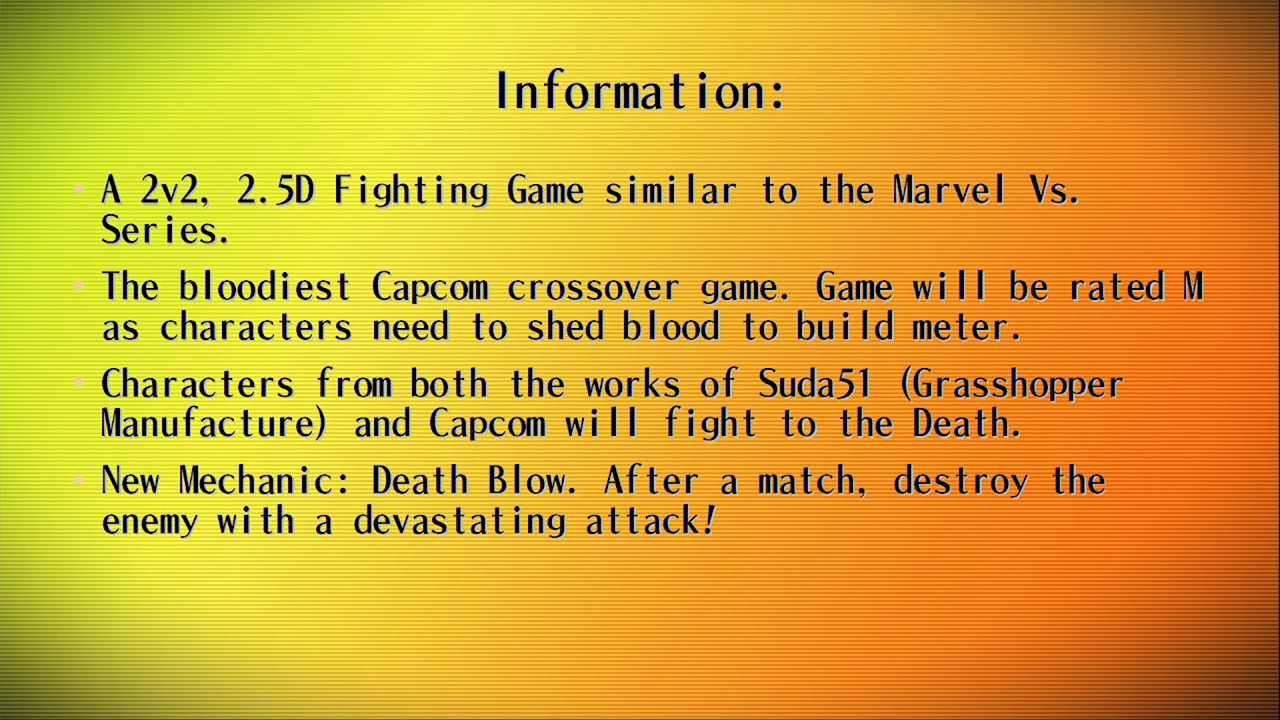 Information:
A 2v2, 2.5D Fighting Game similar to the Marvel Vs.
Series.
The bloodiest Capcom crossover game. Game will be rated M
as characters need to shed blood to build meter.
Characters from both the works of Suda51 (Grasshopper
Manufacture) and Capcom will fight to the Death.
New Mechanic: Death Blow. After a match, destroy the
enemy with a devastating attack!